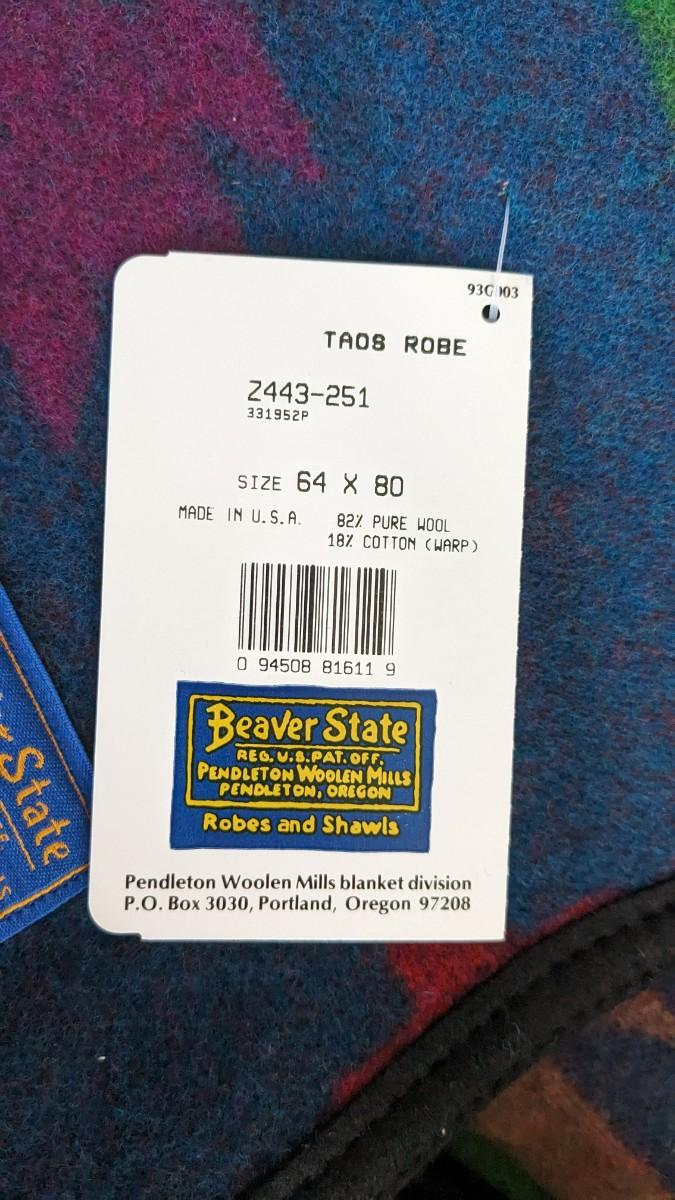 TAOS ROBE
Z443-251
331952P
SIZE 64 X 80
MADE IN U.S.A. 82% PURE WOOL
18% COTTON (WARP)
0 94508 81611 9
Beaver State
REG. U.S. PAT. OFF.
PENDLETON WOOLEN MILLS
PENDLETON, OREGON
Robes and Shawls
Pendleton Woolen Mills blanket division
P.O. Box 3030, Portland, Oregon 97208
State